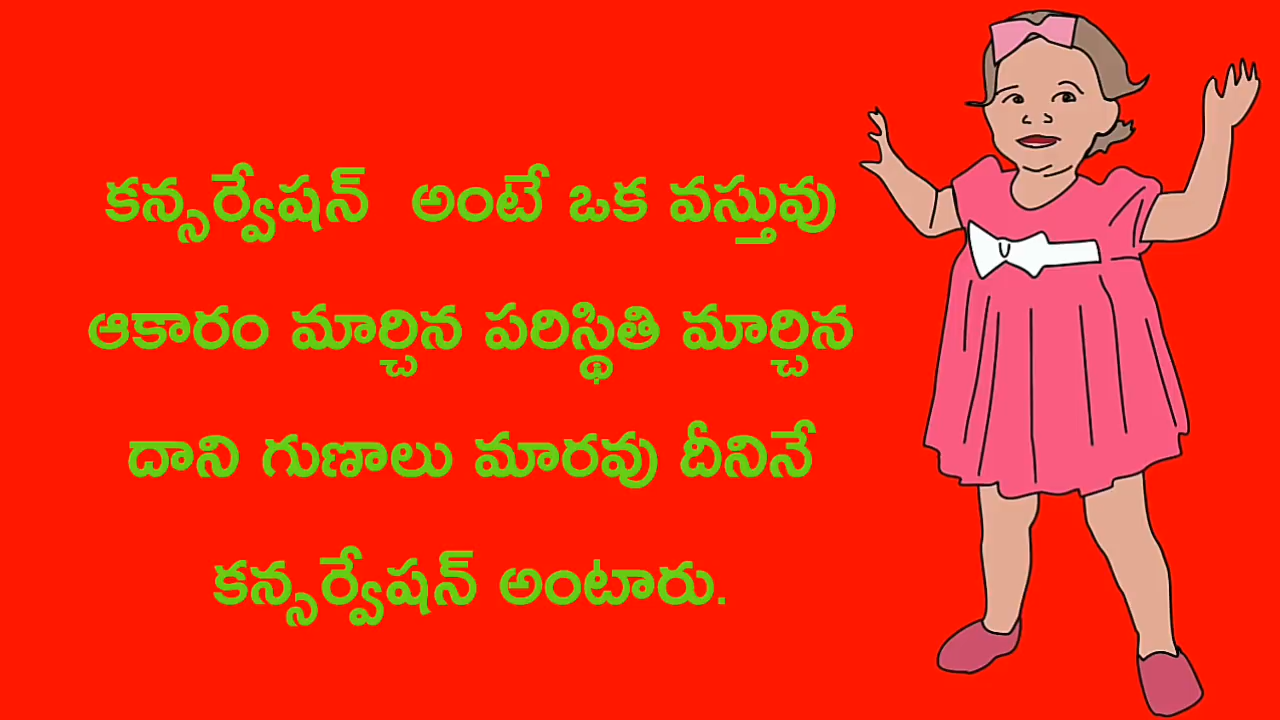 కన్సర్వేషన్ అంటే ఒక వస్తువు
ఆకారం మార్చిన పరిస్థితి మార్చిన
దాని గుణాలు మారవు దీనినే
కన్సర్వేషన్ అంటారు.